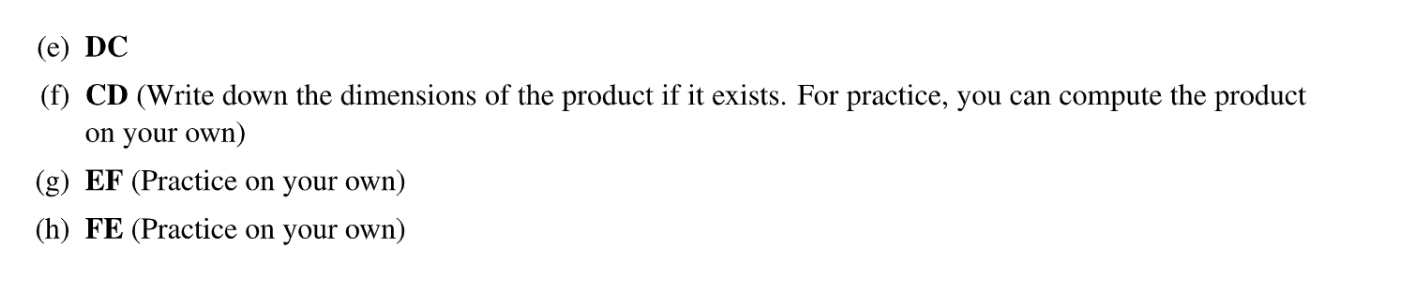 (e) DC
(f) CD (Write down the dimensions of the product if it exists. For practice, you can compute the product
on your own)
(g) EF (Practice on your own)
(h) FE (Practice on your own)